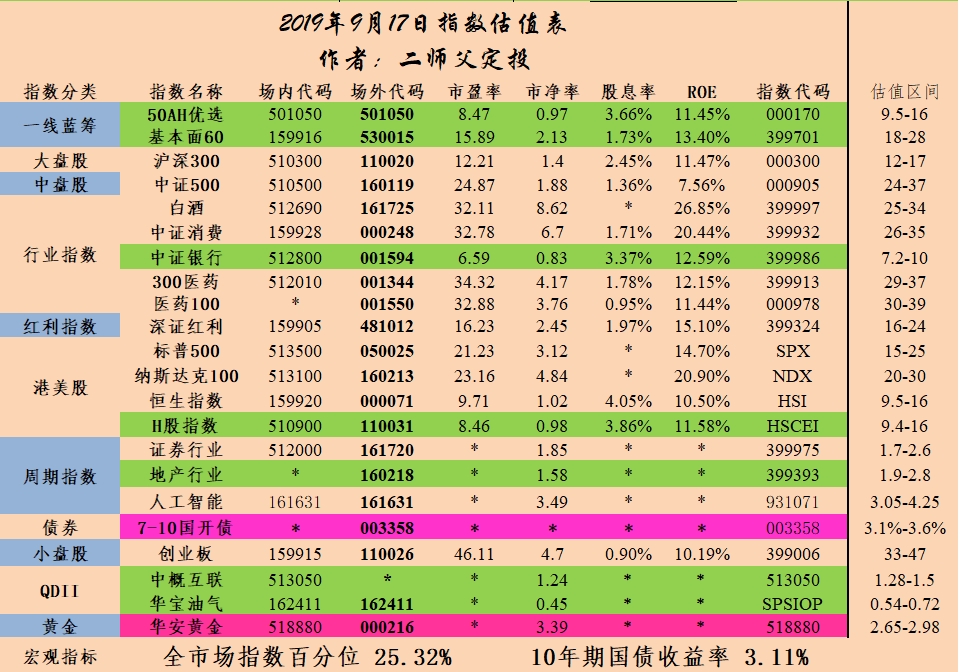 2019年9月17日指数估值表
作者：二师父定投
指数分类 指数名称 场内代码 场外代码 市盈率 市净率 股息率 ROE 指数代码 估值区间
一线蓝筹 50AH优选 501050 501050 8.47 0.97 3.66% 11.45% 000170 9.5-16
基本面60 159916 530015 15.89 2.13 1.73% 13.40% 399701 18-28
大盘股 沪深300 510300 110020 12.21 1.4 2.45% 11.47% 000300 12-17
中盘股 中证500 510500 160119 24.87 1.88 1.36% 7.56% 000905 24-37
行业指数 白酒 512690 161725 32.11 8.62 * 26.85% 399997 25-34
中证消费 159928 000248 32.78 6.7 1.71% 20.44% 399932 26-35
中证银行 512800 001594 6.59 0.83 3.37% 12.59% 399986 7.2-10
300医药 512010 001344 34.32 4.17 1.78% 12.15% 399913 29-37
医药100 * 001550 32.88 3.76 0.95% 11.44% 000978 30-39
红利指数 深证红利 159905 481012 16.23 2.45 1.97% 15.10% 399324 16-24
港美股 标普500 513500 050025 21.23 3.12 * 14.70% SPX 15-25
纳斯达克100 513100 160213 23.16 4.84 * 20.90% NDX 20-30
恒生指数 159920 000071 9.71 1.02 4.05% 10.50% HSI 9.5-16
H股指数 510900 110031 8.46 0.98 3.86% 11.58% HSCEI 9.4-16
周期指数 证券行业 512000 161720 * 1.85 * * 399975 1.7-2.6
地产行业 * 160218 * 1.58 * * 399393 1.9-2.8
人工智能 161631 161631 * 3.49 * * 931071 3.05-4.25
债券 7-10国开债 * 003358 * * * * 003358 3.1%-3.6%
小盘股 创业板 159915 110026 46.11 4.7 0.90% 10.19% 399006 33-47
QDII 中概互联 513050 * * 1.24 * * 513050 1.28-1.5
华宝油气 162411 162411 * 0.45 * * SPSIOP 0.54-0.72
黄金 华安黄金 518880 000216 * 3.39 * * 518880 2.65-2.98
宏观指标 全市场指数百分位 25.32% 10年期国债收益率 3.11%